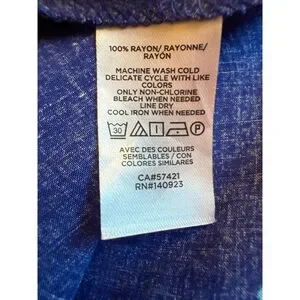 100% RAYON/ RAYONNE/
RAYÓN
MACHINE WASH COLD
DELICATE CYCLE WITH LIKE
COLORS
ONLY NON-CHLORINE
BLEACH WHEN NEEDED
LINE DRY
COOL IRON WHEN NEEDED
30 P
AVEC DES COULEURS
SEMBLABLES / CON
COLORES SIMILARES
CA#57421
RN#140923